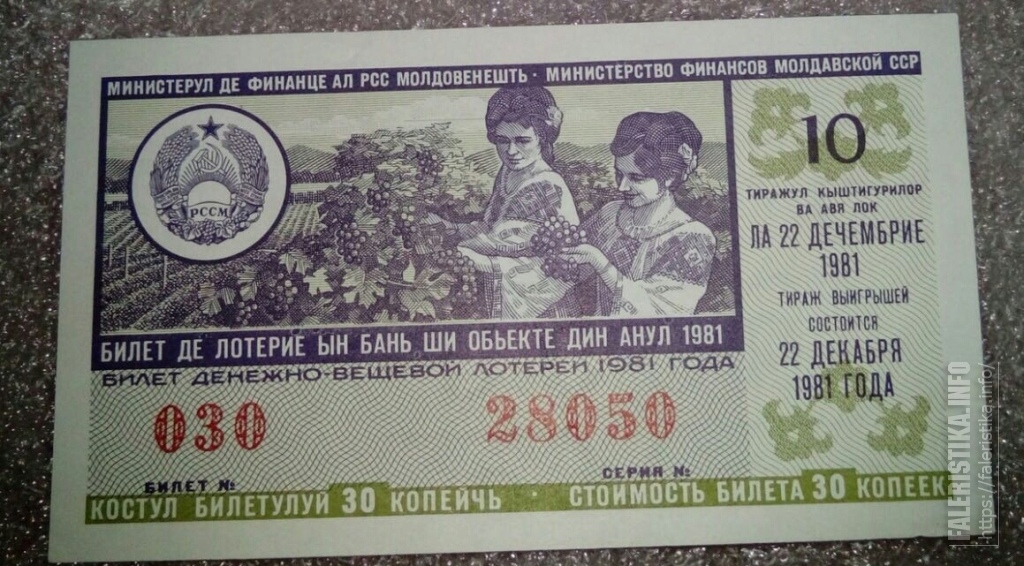 МИНИСТЕРУЛ ДЕ ФИНАНЦЕ АЛ РСС МОЛДОВЕНЕШТЬ · МИНИСТЕРСТВО ФИНАНСОВ МОЛДАВСКОЙ ССР
РССМ
БИЛЕТ ДЕ ЛОТЕРИЕ ЫН БАНЬ ШИ ОБЬЕКТЕ ДИН АНУЛ 1981
БИЛЕТ ДЕНЕЖНО-ВЕЩЕВОЙ ЛОТЕРЕИ 1981 ГОДА
030 28050
БИЛЕТ № СЕРИЯ №
КОСТУЛ БИЛЕТУЛУЙ 30 КОПЕЙЧЬ · СТОИМОСТЬ БИЛЕТА 30 КОПЕЕК
10
ТИРАЖУЛ КЫШТИГУРИЛОР
ВА АВЯ ЛОК
ЛА 22 ДЕЧЕМБРИЕ
1981
ТИРАЖ ВЫИГРЫШЕЙ
СОСТОИТСЯ
22 ДЕКАБРЯ
1981 ГОДА
FALERISTIKA.INFO
https://faleristika.info/